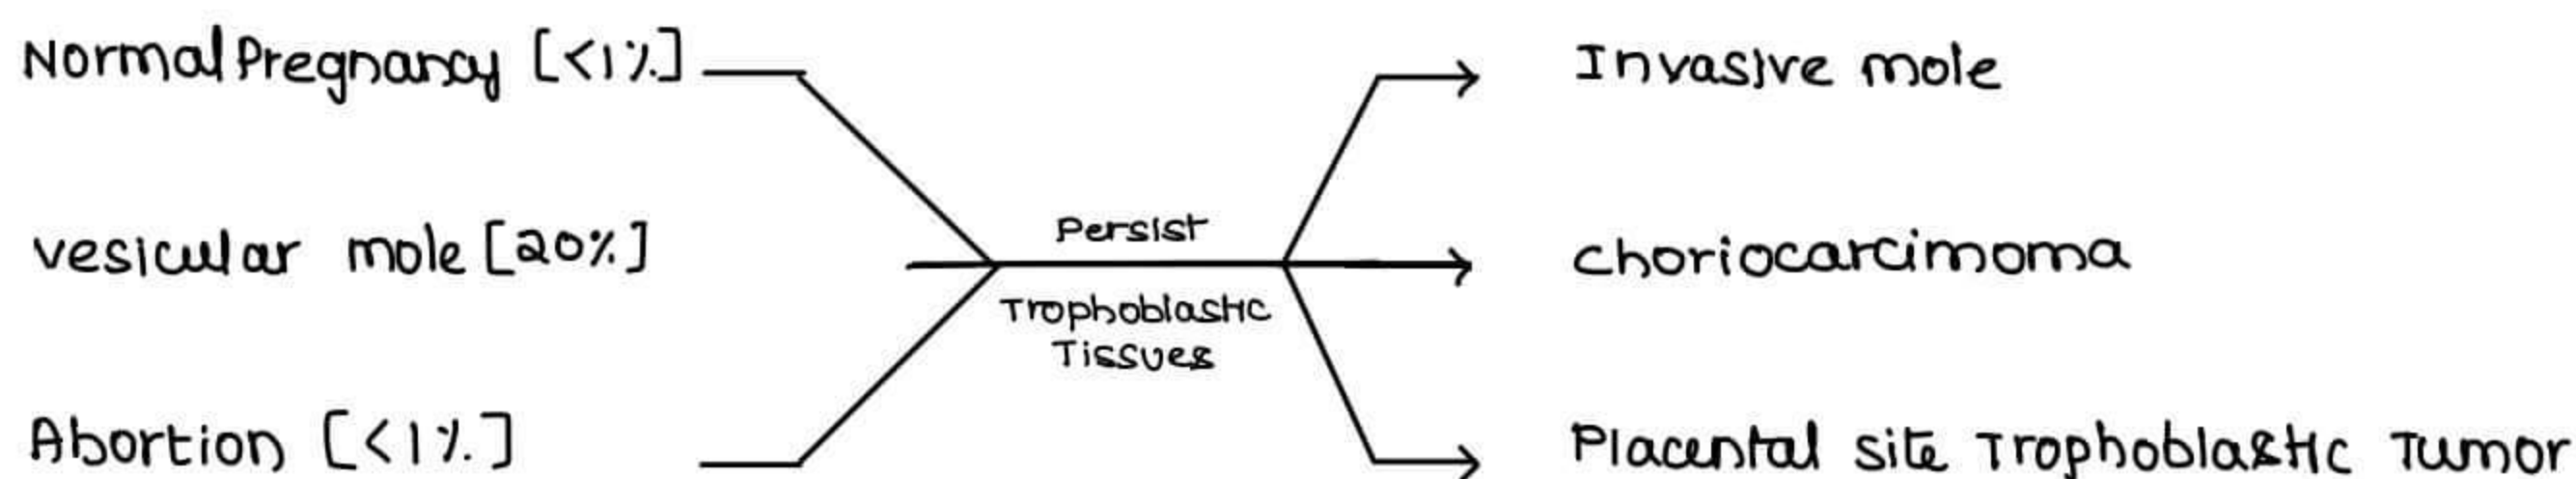 Normal Pregnancy [<1%]
Invasive mole
Persist
vesicular mole [20%]
choriocarcimoma
Trophoblastic
Tissues
Abortion [<1%]
Placental site Trophoblastic Tumor